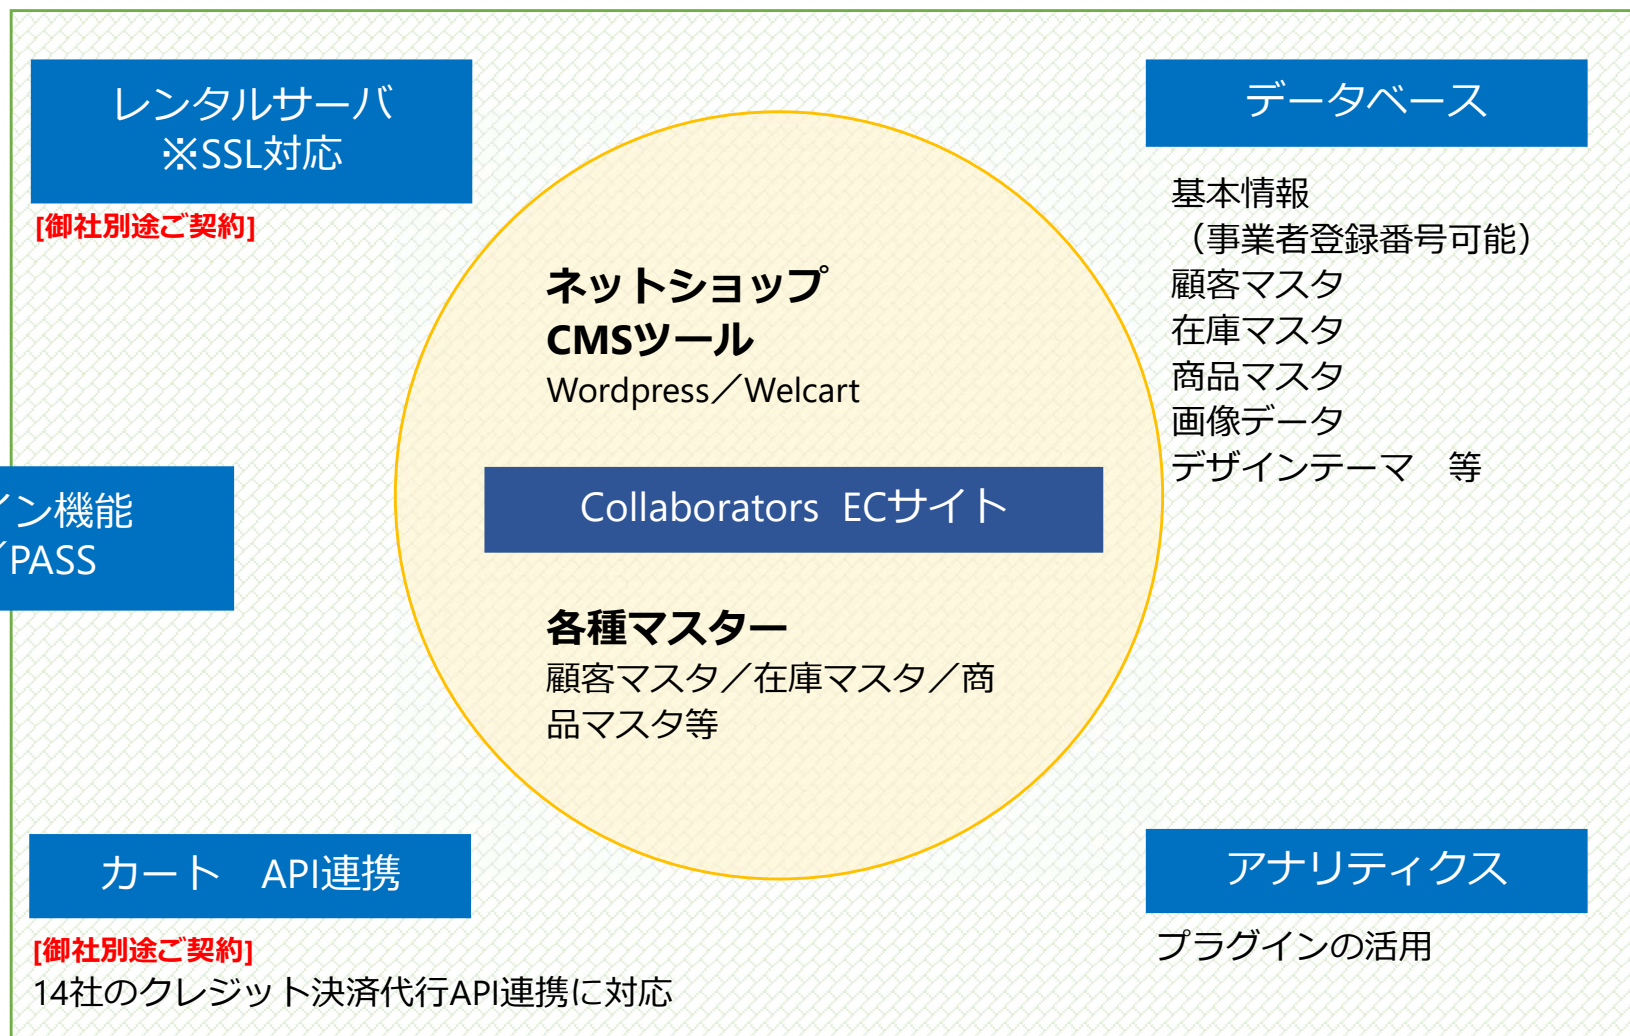 レンタルサーバ
※SSL対応
[御社別途ご契約]
データベース
基本情報
（事業者登録番号可能）
顧客マスタ
在庫マスタ
商品マスタ
画像データ
デザインテーマ　等
ネットショップ
CMSツール
Wordpress／Welcart
イン機能
／PASS
Collaborators ECサイト
各種マスター
顧客マスタ／在庫マスタ／商
品マスタ等
カート　API連携
[御社別途ご契約]
14社のクレジット決済代行API連携に対応
アナリティクス
プラグインの活用